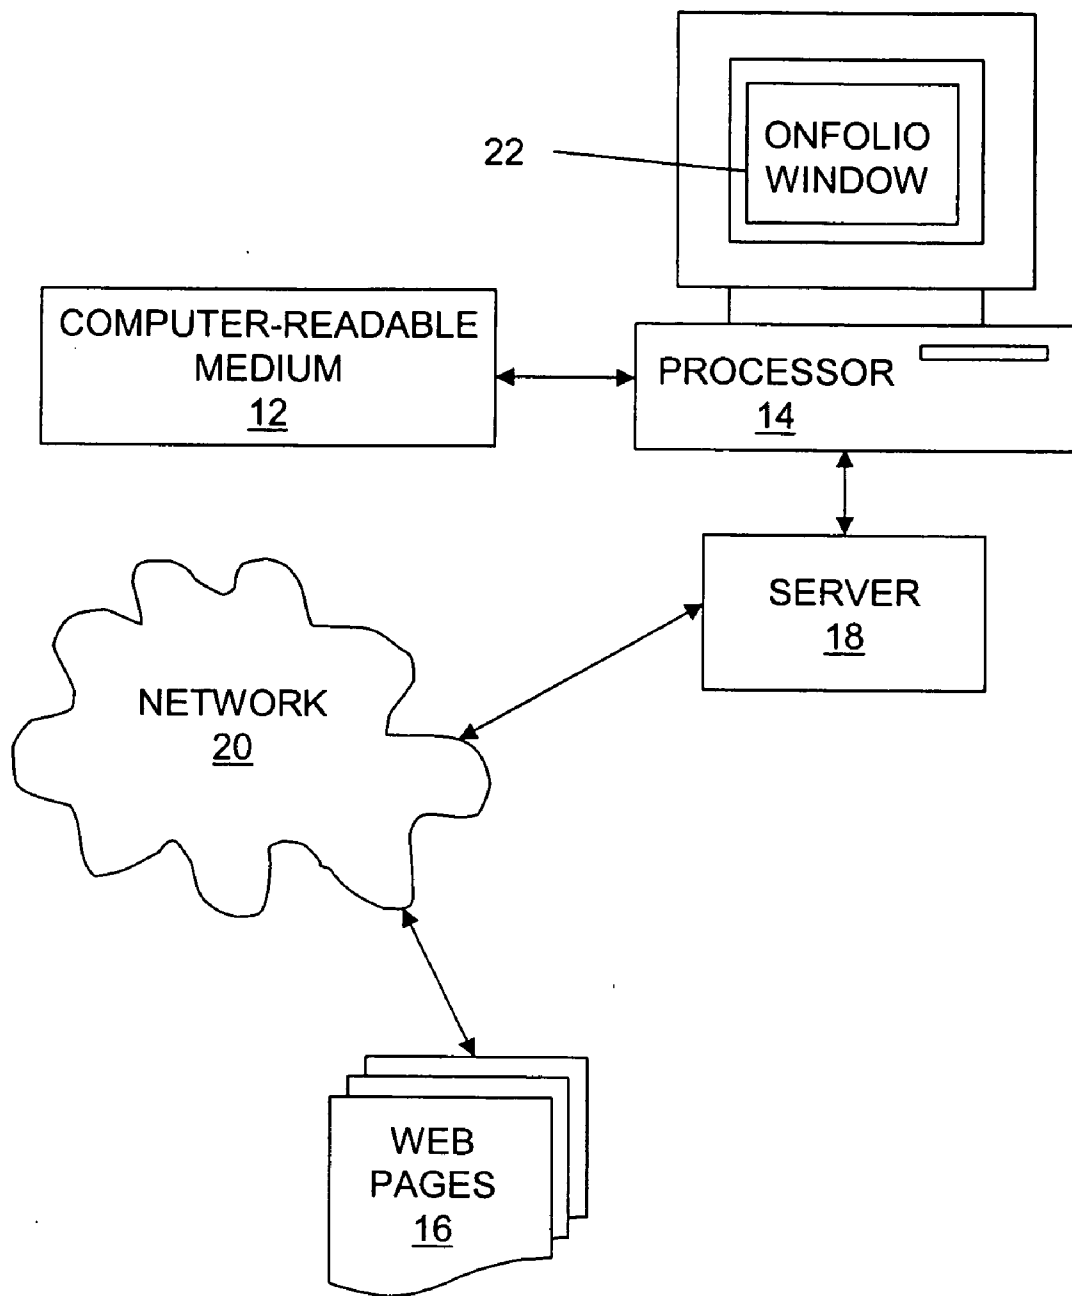 ONFOLIO
WINDOW
22
COMPUTER-READABLE
MEDIUM
12
PROCESSOR
14
SERVER
18
NETWORK
20
WEB
PAGES
16